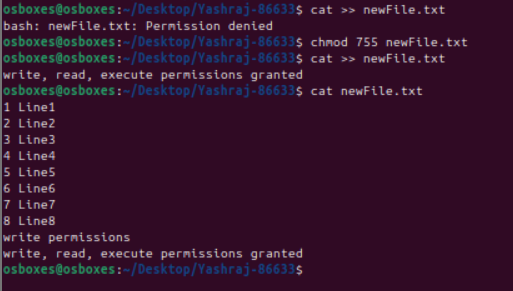 osboxes@osboxes:~/Desktop/Yashraj-86633$ cat >> newFile.txt
bash: newFile.txt: Permission denied
osboxes@osboxes:~/Desktop/Yashraj-86633$ chmod 755 newFile.txt
osboxes@osboxes:~/Desktop/Yashraj-86633$ cat >> newFile.txt
write, read, execute permissions granted
osboxes@osboxes:~/Desktop/Yashraj-86633$ cat newFile.txt
1 Line1
2 Line2
3 Line3
4 Line4
5 Line5
6 Line6
7 Line7
8 Line8
write permissions
write, read, execute permissions granted
osboxes@osboxes:~/Desktop/Yashraj-86633$